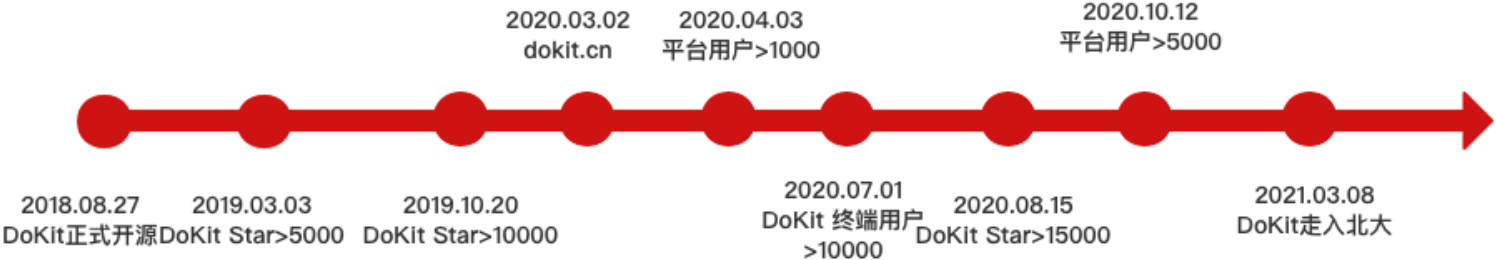 2020.03.02
dokit.cn
2020.04.03
平台用户>1000
2020.10.12
平台用户>5000
2018.08.27
DoKit正式开源
2019.03.03
DoKit Star>5000
2019.10.20
DoKit Star>10000
2020.07.01
DoKit 终端用户
>10000
2020.08.15
DoKit Star>15000
2021.03.08
DoKit走入北大